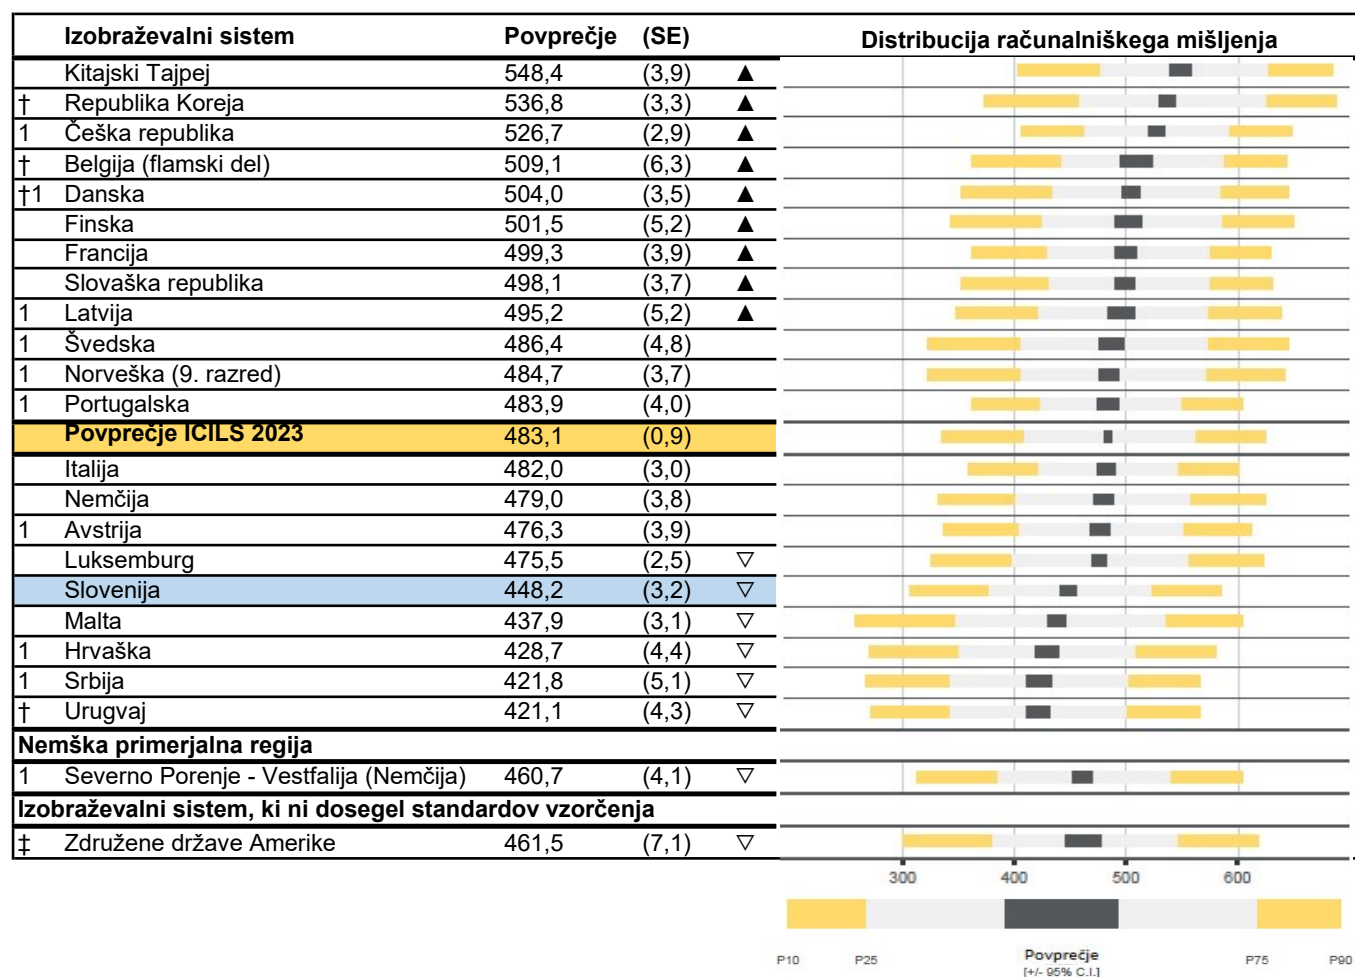 Izobraževalni sistem Povprečje (SE) Distribucija računalniškega mišljenja
Kitajski Tajpej 548,4 (3,9) ▲
† Republika Koreja 536,8 (3,3) ▲
1 Češka republika 526,7 (2,9) ▲
† Belgija (flamski del) 509,1 (6,3) ▲
†1 Danska 504,0 (3,5) ▲
Finska 501,5 (5,2) ▲
Francija 499,3 (3,9) ▲
Slovaška republika 498,1 (3,7) ▲
1 Latvija 495,2 (5,2) ▲
1 Švedska 486,4 (4,8)
1 Norveška (9. razred) 484,7 (3,7)
1 Portugalska 483,9 (4,0)
Povprečje ICILS 2023 483,1 (0,9)
Italija 482,0 (3,0)
Nemčija 479,0 (3,8)
1 Avstrija 476,3 (3,9)
Luksemburg 475,5 (2,5) ▽
Slovenija 448,2 (3,2) ▽
Malta 437,9 (3,1) ▽
1 Hrvaška 428,7 (4,4) ▽
1 Srbija 421,8 (5,1) ▽
† Urugvaj 421,1 (4,3) ▽
Nemška primerjalna regija
1 Severno Porenje - Vestfalija (Nemčija) 460,7 (4,1) ▽
Izobraževalni sistem, ki ni dosegel standardov vzorčenja
‡ Združene države Amerike 461,5 (7,1) ▽
300 400 500 600
P10 P25 Povprečje P75 P90
[+/- 95% C.I.]